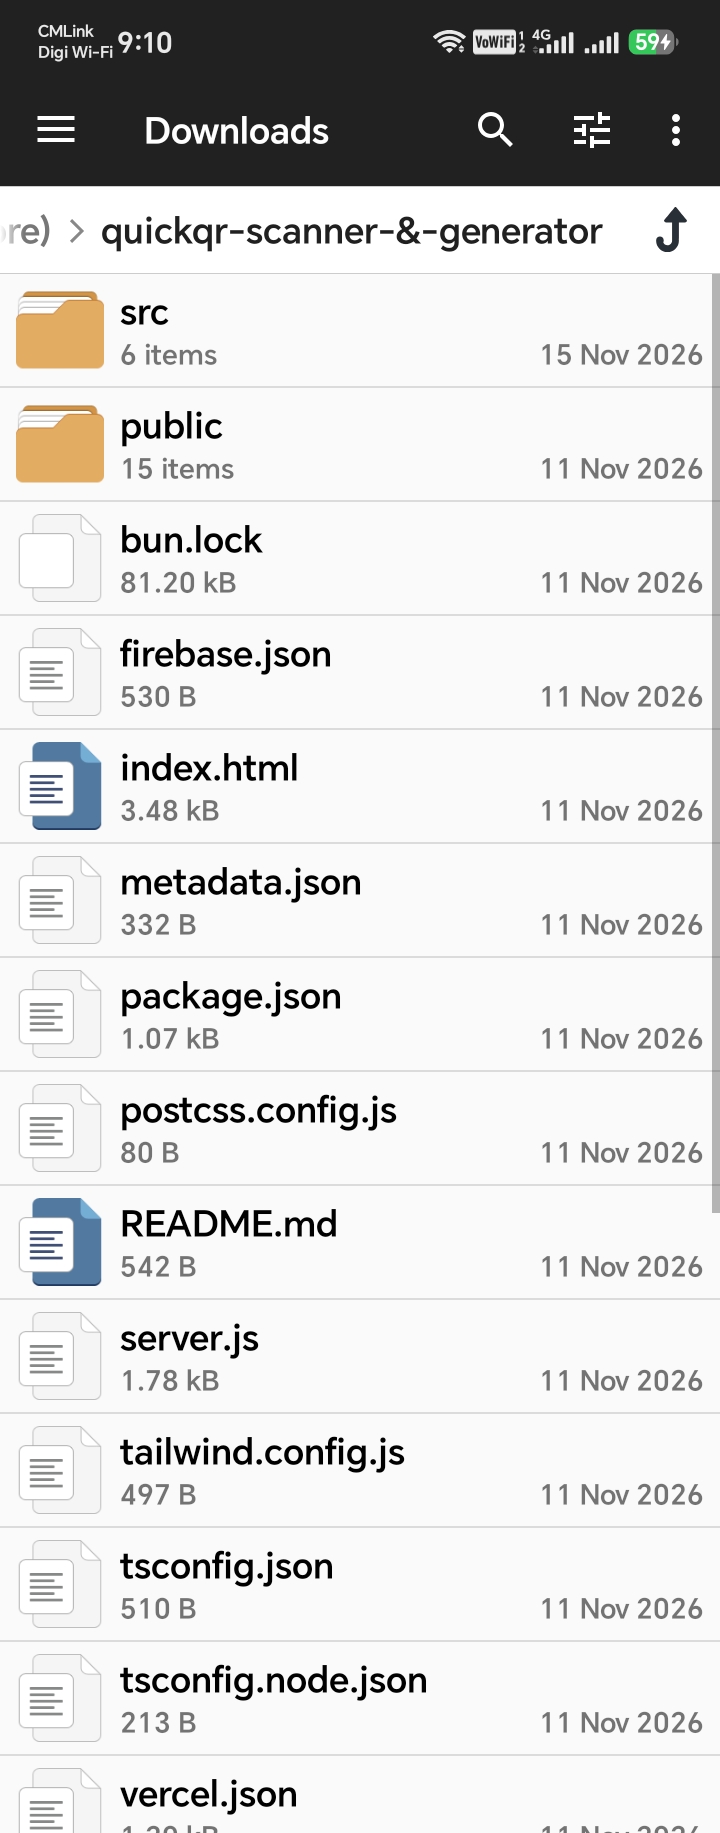 CMLink
Digi Wi-Fi
9:10
VoWiFi 1 2
4G
59
Downloads
re) > quickqr-scanner-&-generator
src
6 items
15 Nov 2026
public
15 items
11 Nov 2026
bun.lock
81.20 kB
11 Nov 2026
firebase.json
530 B
11 Nov 2026
index.html
3.48 kB
11 Nov 2026
metadata.json
332 B
11 Nov 2026
package.json
1.07 kB
11 Nov 2026
postcss.config.js
80 B
11 Nov 2026
README.md
542 B
11 Nov 2026
server.js
1.78 kB
11 Nov 2026
tailwind.config.js
497 B
11 Nov 2026
tsconfig.json
510 B
11 Nov 2026
tsconfig.node.json
213 B
11 Nov 2026
vercel.json